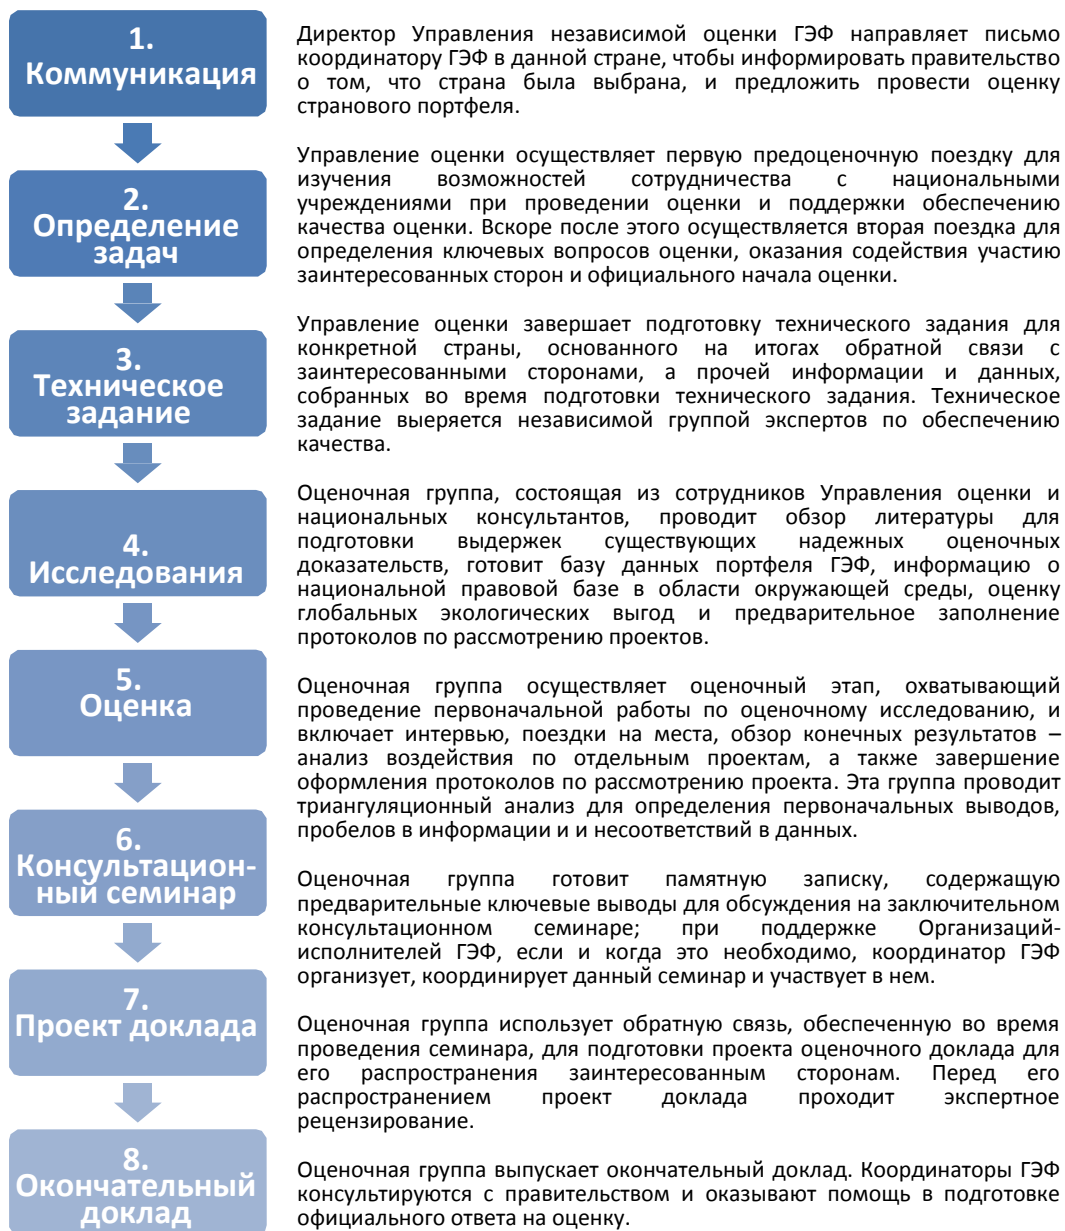 1.
Коммуникация
Директор Управления независимой оценки ГЭФ направляет письмо
координатору ГЭФ в данной стране, чтобы информировать правительство
о том, что страна была выбрана, и предложить провести оценку
странового портфеля.
2.
Определение
задач
Управление оценки осуществляет первую предоценочную поездку для
изучения возможностей сотрудничества с национальными
учреждениями при проведении оценки и поддержки обеспечению
качества оценки. Вскоре после этого осуществляется вторая поездка для
определения ключевых вопросов оценки, оказания содействия участию
заинтересованных сторон и официального начала оценки.
3.
Техническое
задание
Управление оценки завершает подготовку технического задания для
конкретной страны, основанного на итогах обратной связи с
заинтересованными сторонами, а прочей информации и данных,
собранных во время подготовки технического задания. Техническое
задание выеряется независимой группой экспертов по обеспечению
качества.
4.
Исследования
Оценочная группа, состоящая из сотрудников Управления оценки и
национальных консультантов, проводит обзор литературы для
подготовки выдержек существующих надежных оценочных
доказательств, готовит базу данных портфеля ГЭФ, информацию о
национальной правовой базе в области окружающей среды, оценку
глобальных экологических выгод и предварительное заполнение
протоколов по рассмотрению проектов.
5.
Оценка
Оценочная группа осуществляет оценочный этап, охватывающий
проведение первоначальной работы по оценочному исследованию, и
включает интервью, поездки на места, обзор конечных результатов –
анализ воздействия по отдельным проектам, а также завершение
оформления протоколов по рассмотрению проекта. Эта группа проводит
триангуляционный анализ для определения первоначальных выводов,
пробелов в информации и и несоответствий в данных.
6.
Консультацион-
ный семинар
Оценочная группа готовит памятную записку, содержащую
предварительные ключевые выводы для обсуждения на заключительном
консультационном семинаре; при поддержке Организаций-
исполнителей ГЭФ, если и когда это необходимо, координатор ГЭФ
организует, координирует данный семинар и участвует в нем.
7.
Проект доклада
Оценочная группа использует обратную связь, обеспеченную во время
проведения семинара, для подготовки проекта оценочного доклада для
его распространения заинтересованным сторонам. Перед его
распространением проект доклада проходит экспертное
рецензирование.
8.
Окончательный
доклад
Оценочная группа выпускает окончательный доклад. Координаторы ГЭФ
консультируются с правительством и оказывают помощь в подготовке
официального ответа на оценку.